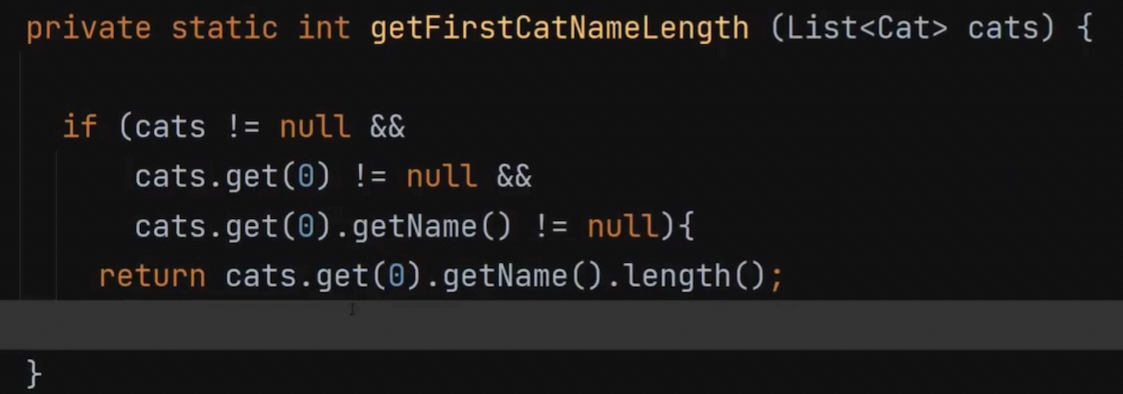 private static int getFirstCatNameLength (List<Cat> cats) {
if (cats != null &&
cats.get(0) != null &&
cats.get(0).getName() != null){
return cats.get(0).getName().length();
}